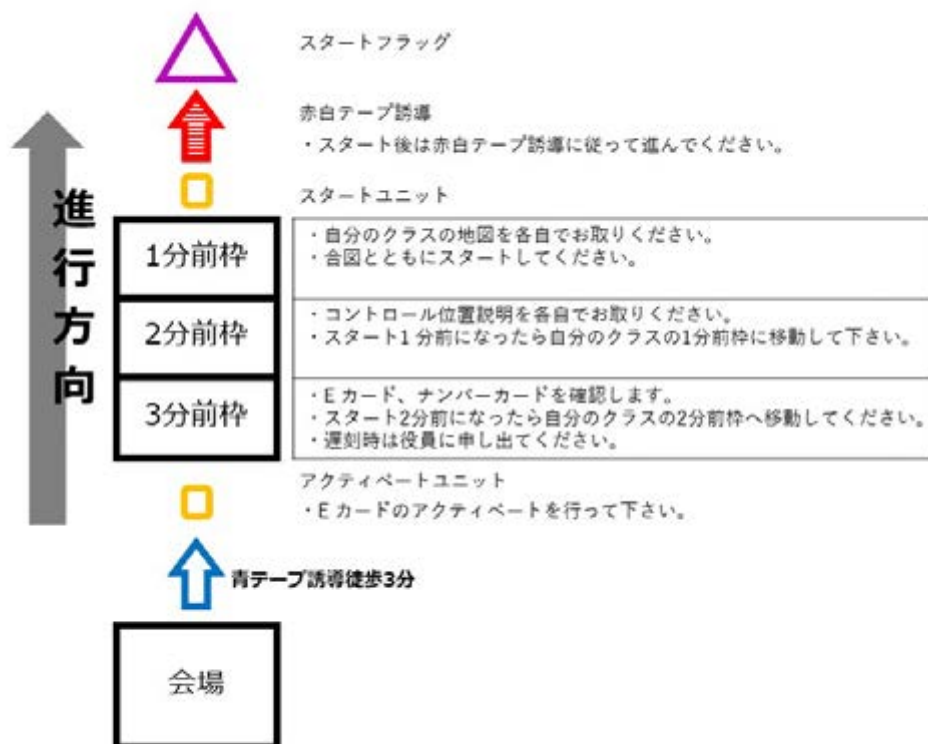 スタートフラッグ
赤白テープ誘導
・スタート後は赤白テープ誘導に従って進んでください。
スタートユニット
進行方向
1分前枠
・自分のクラスの地図を各自でお取りください。
・合図とともにスタートしてください。
2分前枠
・コントロール位置説明を各自でお取りください。
・スタート1分前になったら自分のクラスの1分前枠に移動して下さい。
3分前枠
・Eカード、ナンバーカードを確認します。
・スタート2分前になったら自分のクラスの2分前枠へ移動してください。
・遅刻時は役員に申し出てください。
アクティベートユニット
・Eカードのアクティベートを行って下さい。
青テープ誘導徒歩3分
会場